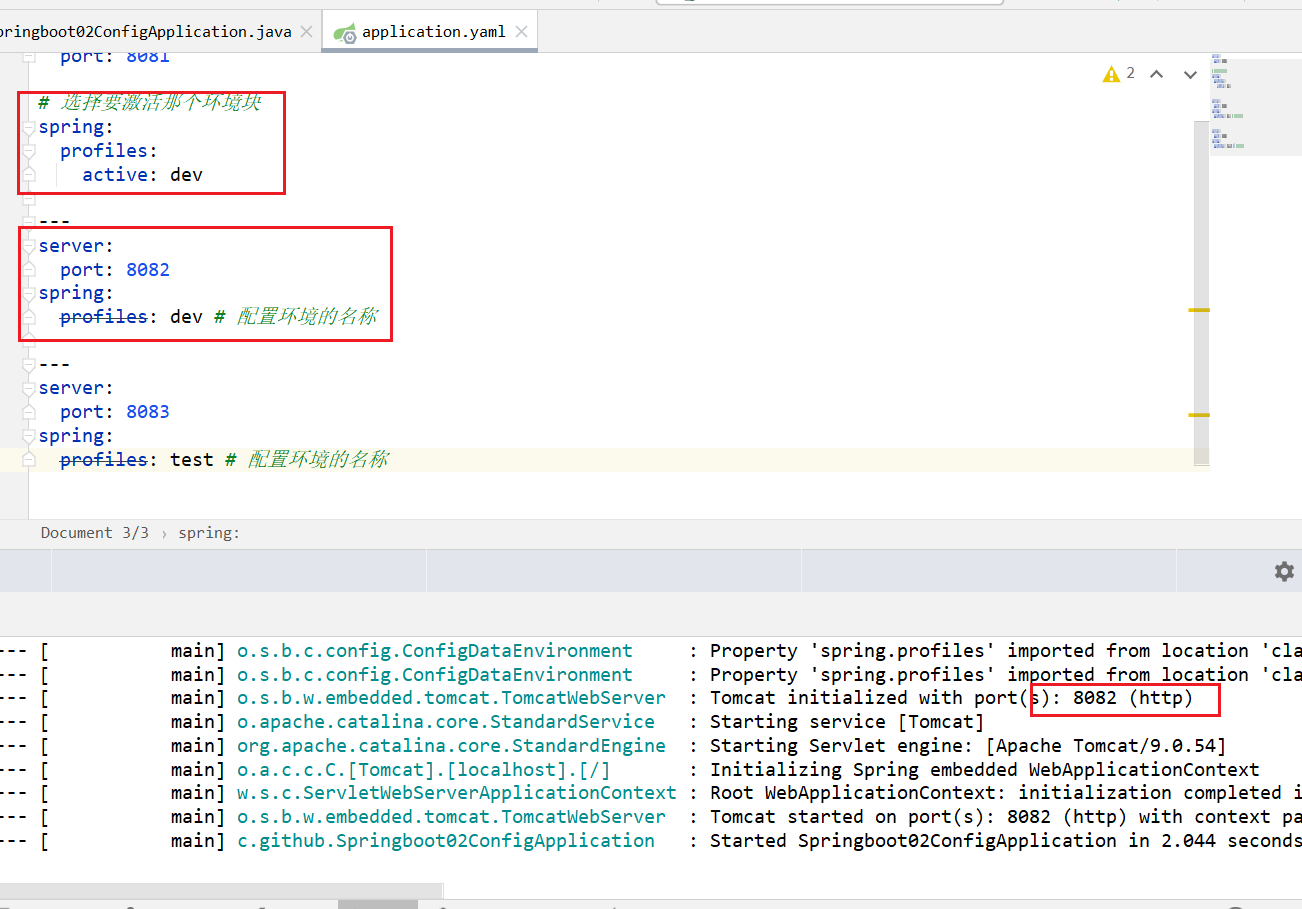 pringboot02ConfigApplication.java
application.yaml
port: 8081
2
# 选择要激活那个环境块
spring:
profiles:
active: dev
---
server:
port: 8082
spring:
profiles: dev # 配置环境的名称
---
server:
port: 8083
spring:
profiles: test # 配置环境的名称
Document 3/3 › spring:
--- [ main] o.s.b.c.config.ConfigDataEnvironment : Property 'spring.profiles' imported from location 'cla
--- [ main] o.s.b.c.config.ConfigDataEnvironment : Property 'spring.profiles' imported from location 'cla
--- [ main] o.s.b.w.embedded.tomcat.TomcatWebServer : Tomcat initialized with port(s): 8082 (http)
--- [ main] o.apache.catalina.core.StandardService : Starting service [Tomcat]
--- [ main] org.apache.catalina.core.StandardEngine : Starting Servlet engine: [Apache Tomcat/9.0.54]
--- [ main] o.a.c.c.C.[Tomcat].[localhost].[/] : Initializing Spring embedded WebApplicationContext
--- [ main] w.s.c.ServletWebServerApplicationContext : Root WebApplicationContext: initialization completed i
--- [ main] o.s.b.w.embedded.tomcat.TomcatWebServer : Tomcat started on port(s): 8082 (http) with context pa
--- [ main] c.github.Springboot02ConfigApplication : Started Springboot02ConfigApplication in 2.044 seconds